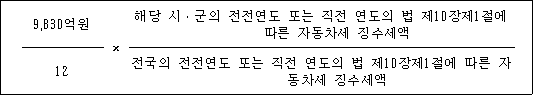 9,830억원
12
×
해당 시·군의 전전연도 또는 직전 연도의 법 제10장제1절에
따른 자동차세 징수세액
전국의 전전연도 또는 직전 연도의 법 제10장제1절에 따른 자
동차세 징수세액